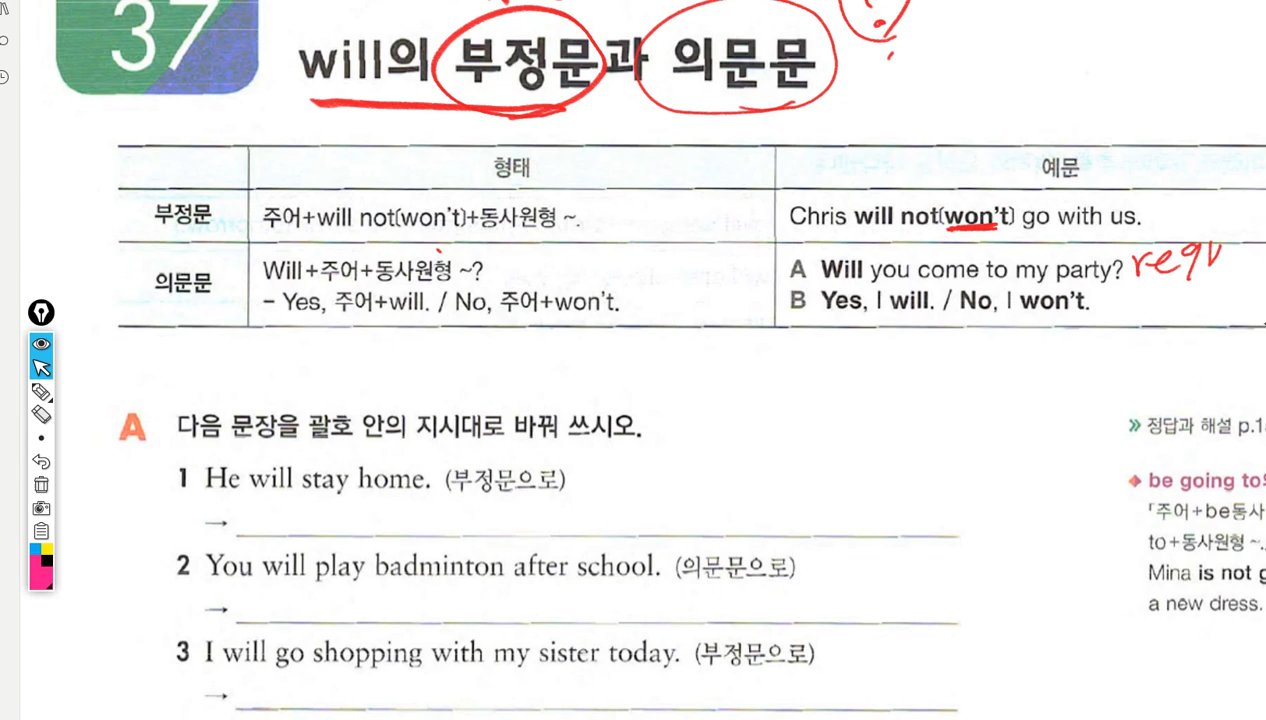 37
will의 부정문과 의문문
형태 예문
부정문 주어+will not(won't)+동사원형 ~ Chris will not(won't) go with us.
의문문 Will+주어+동사원형 ~? A Will you come to my party?
– Yes, 주어+will. / No, 주어+won't. B Yes, I will. / No, I won't.
A 다음 문장을 괄호 안의 지시대로 바꿔 쓰시오.
» 정답과 해설
1 He will stay home. (부정문으로)
→
2 You will play badminton after school. (의문문으로)
→
3 I will go shopping with my sister today. (부정문으로)
→
be going to
「주어+be동사
to+동사원형 ~.
Mina is not
a new dress.